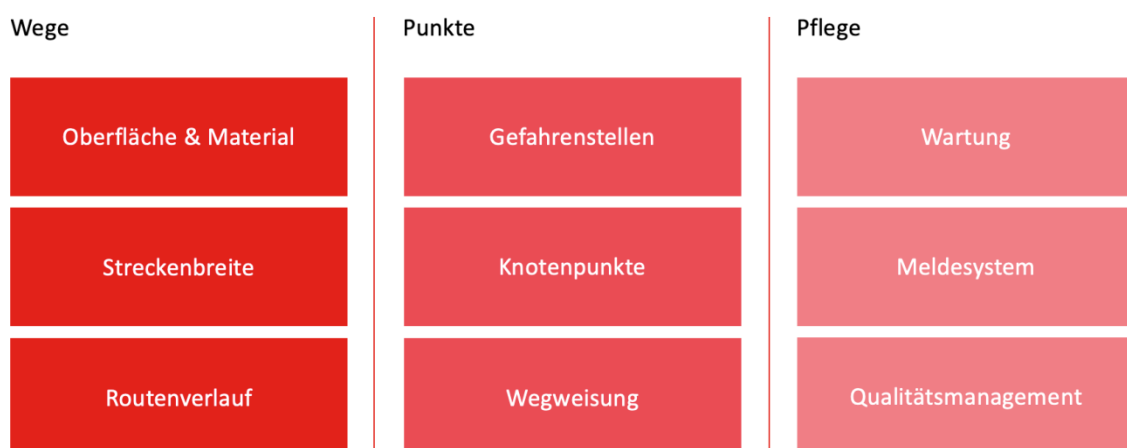 Wege
Oberfläche & Material
Streckenbreite
Routenverlauf
Punkte
Gefahrenstellen
Knotenpunkte
Wegweisung
Pflege
Wartung
Meldesystem
Qualitätsmanagement